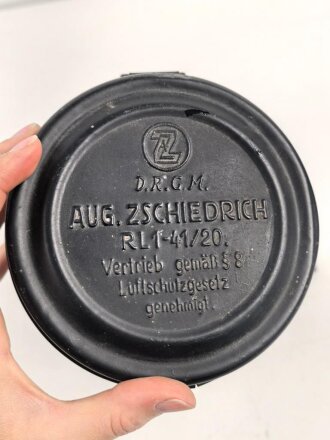 AZ
D.R.G.M.
AUG. ZSCHIEDRICH
RL1-41/20.
Vertrieb gemäß § 8
Luftschutzgesetz
genehmigt.